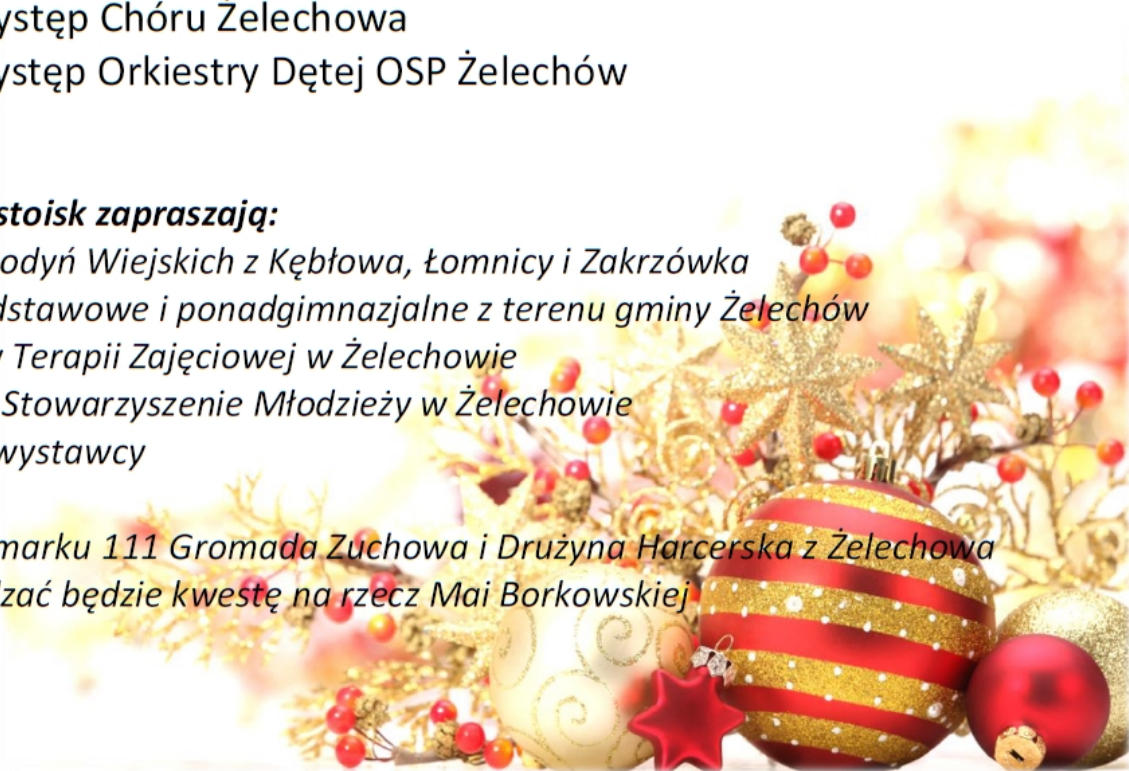 ystęp Chóru Żelechowa
ystęp Orkiestry Dętej OSP Żelechów
stoisk zapraszają:
odyń Wiejskich z Kębłowa, Łomnicy i Zakrzówka
dstawowe i ponadgimnazjalne z terenu gminy Żelechów
y Terapii Zajęciowej w Żelechowie
Stowarzyszenie Młodzieży w Żelechowie
wystawcy
marku 111 Gromada Zuchowa i Drużyna Harcerska z Żelechowa
dzać będzie kwestę na rzecz Mai Borkowskiej